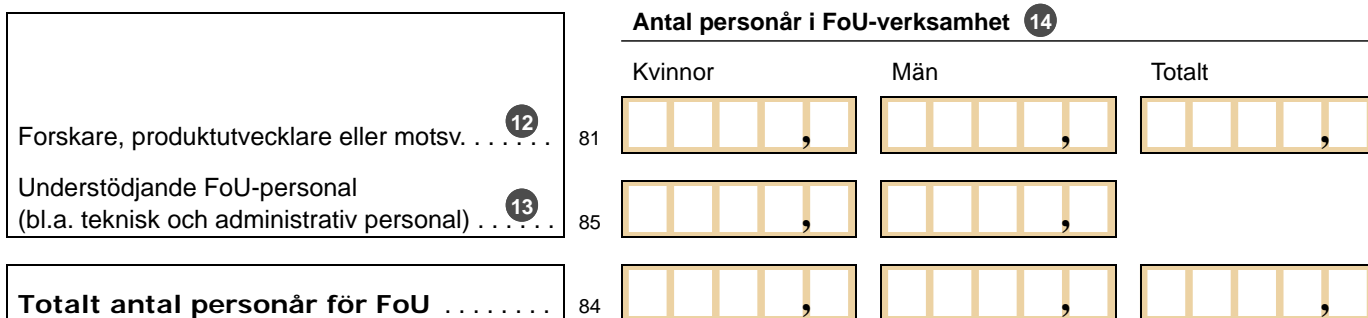 Antal personår i FoU-verksamhet 14
Kvinnor Män Totalt
Forskare, produktutvecklare eller motsv. . . . . . . 12 81 , , ,
Understödjande FoU-personal
(bl.a. teknisk och administrativ personal) . . . . . . 13 85 , ,
Totalt antal personår för FoU . . . . . . . . 84 , , ,